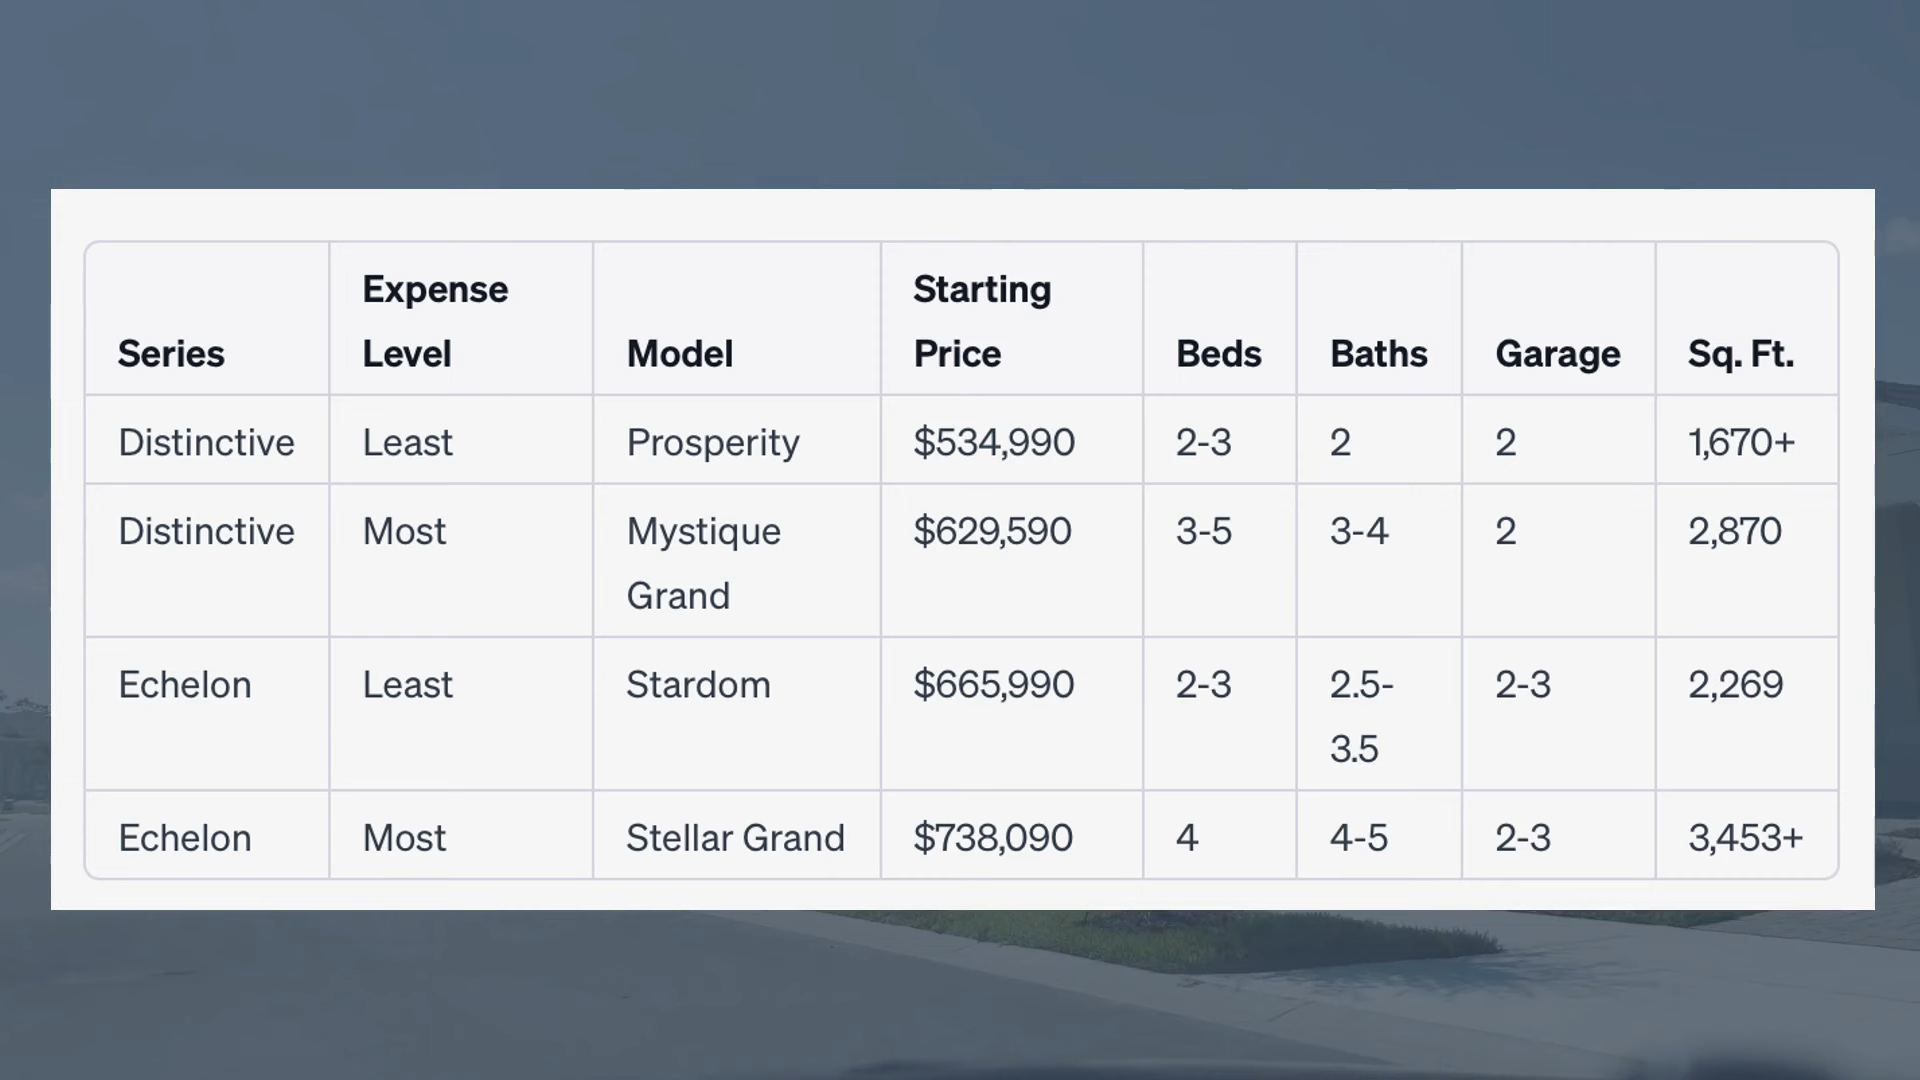 Series Expense Level Model Starting Price Beds Baths Garage Sq. Ft.
Distinctive Least Prosperity $534,990 2-3 2 2 1,670+
Distinctive Most Mystique Grand $629,590 3-5 3-4 2 2,870
Echelon Least Stardom $665,990 2-3 2.5-3.5 2-3 2,269
Echelon Most Stellar Grand $738,090 4 4-5 2-3 3,453+